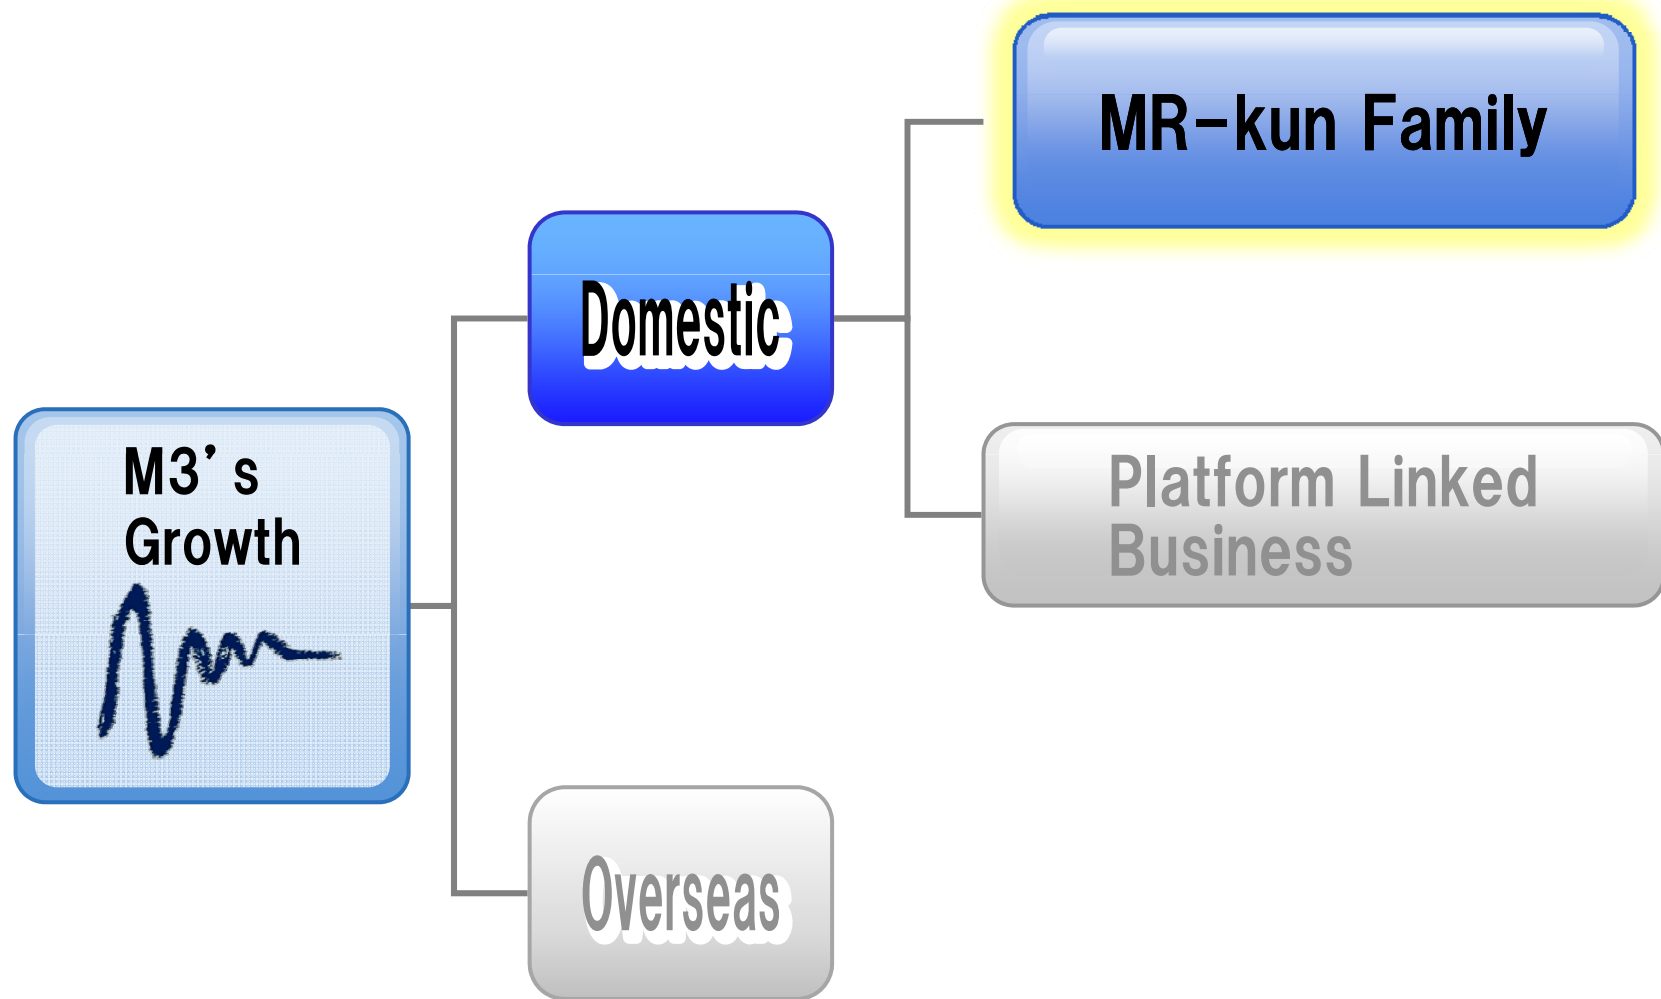 M3’s
Growth
Domestic
Overseas
MR-kun Family
Platform Linked
Business